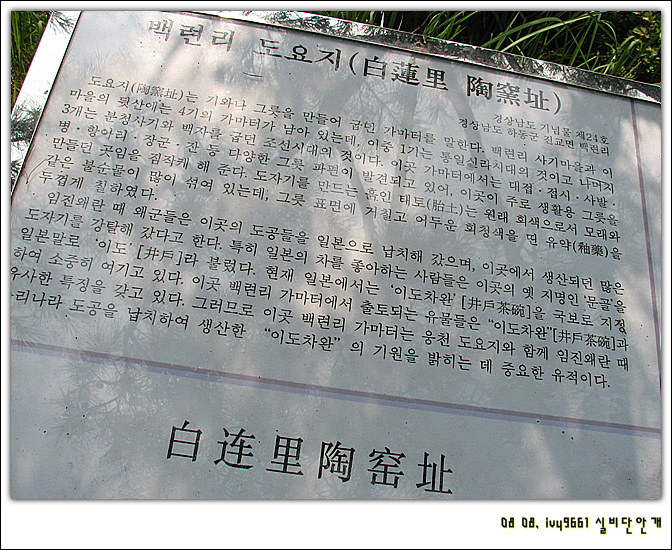 백련리 도요지(白蓮里 陶窯址)
경상남도 기념물 제24호
경상남도 하동군 진교면 백련리
도요지(陶窯址)는 기와나 그릇을 만들어 굽던 가마터를 말한다. 백련리 사기마을과 이
마을의 뒷산에는 4기의 가마터가 남아 있는데, 이중 1기는 통일신라시대의 것이고 나머지
3개는 분청사기와 백자를 굽던 조선시대의 것이다. 이곳 가마터에서는 대접·접시·사발·
병·항아리·장군·잔 등 다양한 그릇 파편이 발견되고 있어, 이곳이 주로 생활용 그릇을
만들던 곳임을 짐작케 해 준다. 도자기를 만드는 흙인 태토(胎土)는 원래 회색으로서 모래와
같은 불순물이 많이 섞여 있는데, 그릇 표면에 거칠고 어두운 회청색을 띤 유약(釉藥)을
두껍게 칠하였다.
임진왜란 때 왜군들은 이곳의 도공들을 일본으로 납치해 갔으며, 이곳에서 생산되던 많은
도자기를 강탈해 갔다고 한다. 특히 일본의 차를 좋아하는 사람들은 이곳의 옛 지명인 '문골'을
일본말로 '이도' [井戶]라 불렀다. 현재 일본에서는 '이도차완' [井戶茶碗]을 국보로 지정
하여 소중히 여기고 있다. 이곳 백련리 가마터에서 출토되는 유물들은 "이도차완"[井戶茶碗]과
유사한 특징을 갖고 있다. 그러므로 이곳 백련리 가마터는 웅천 도요지와 함께 임진왜란 때
우리나라 도공을 납치하여 생산한 "이도차완" 의 기원을 밝히는 데 중요한 유적이다.
白连里陶窑址
08 08, ivy9661 실비단안개